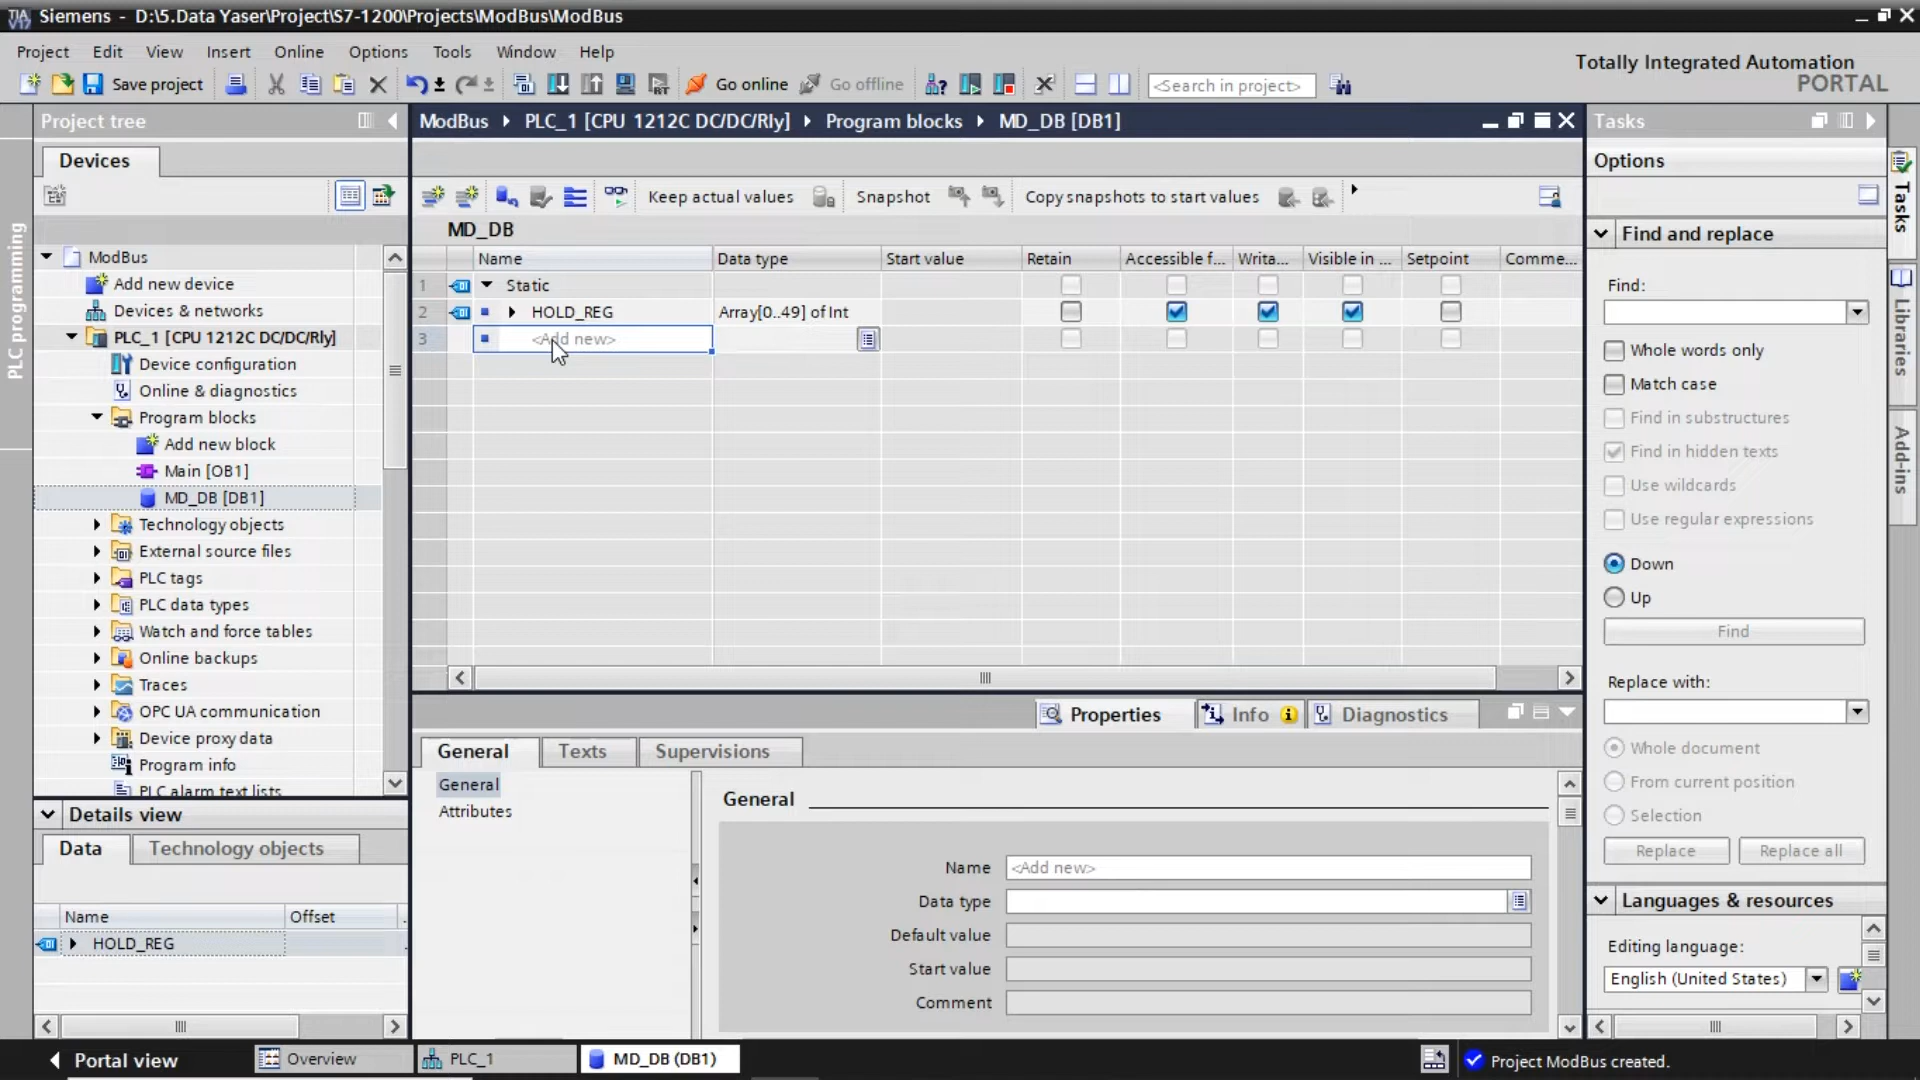 Siemens - D:\5.Data Yaser\Project\S7-1200\Projects\ModBus\ModBus
Project Edit View Insert Online Options Tools Window Help
Totally Integrated Automation
PORTAL
Save project
Go online
Go offline
<Search in project>
Project tree
ModBus PLC_1 [CPU 1212C DC/DC/Rly] Program blocks MD_DB [DB1]
Tasks
Devices
Options
Keep actual values
Snapshot
Copy snapshots to start values
PLC programming
Tasks
Libraries
Add-ins
MD_DB
Name Data type Start value Retain Accessible f... Writa... Visible in ... Setpoint Comme...
1 Static
2 HOLD_REG Array[0..49] of Int
3 <Add new>
ModBus
Add new device
Devices & networks
PLC_1 [CPU 1212C DC/DC/Rly]
Device configuration
Online & diagnostics
Program blocks
Add new block
Main [OB1]
MD_DB [DB1]
Technology objects
External source files
PLC tags
PLC data types
Watch and force tables
Online backups
Traces
OPC UA communication
Device proxy data
Program info
PLC alarm text lists
Details view
Data Technology objects
Name Offset
HOLD_REG
Properties Info Diagnostics
General Texts Supervisions
General
Attributes
General
Name <Add new>
Data type
Default value
Start value
Comment
Find and replace
Find:
Whole words only
Match case
Find in substructures
Find in hidden texts
Use wildcards
Use regular expressions
Down
Up
Find
Replace with:
Whole document
From current position
Selection
Replace Replace all
Languages & resources
Editing language:
English (United States)
Portal view Overview PLC_1 MD_DB (DB1)
Project ModBus created.